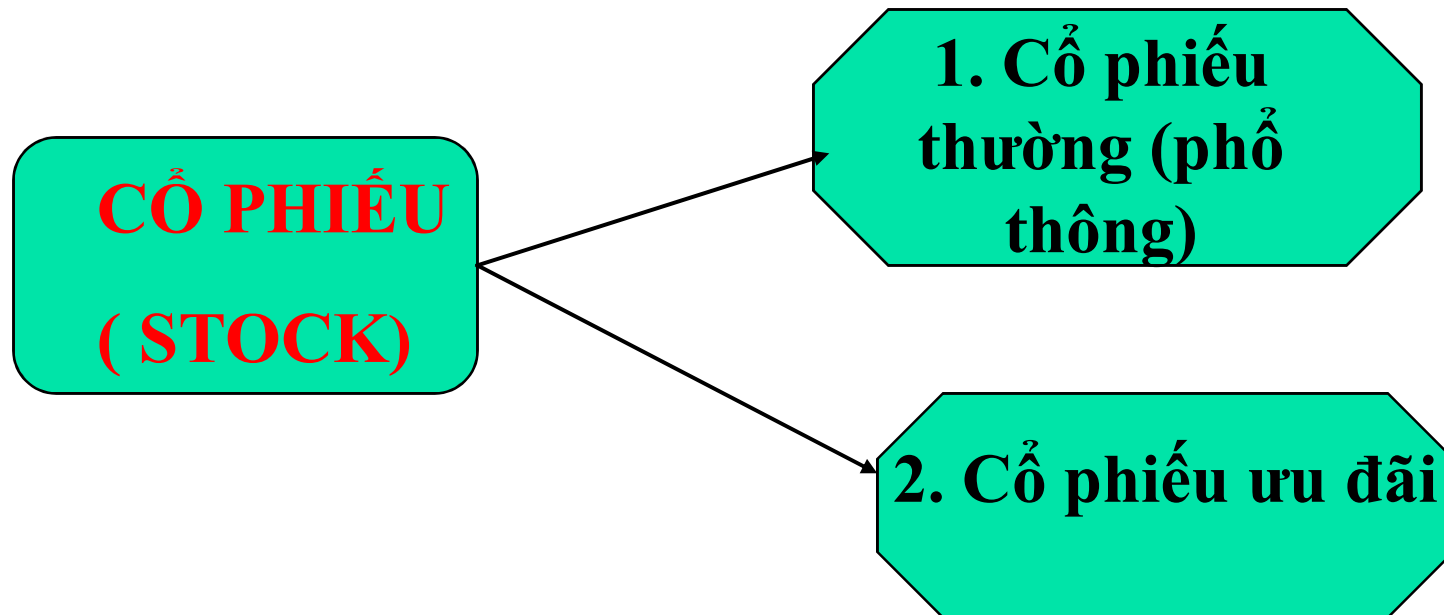 CỔ PHIẾU
( STOCK)
1. Cổ phiếu
thường (phổ
thông)
2. Cổ phiếu ưu đãi